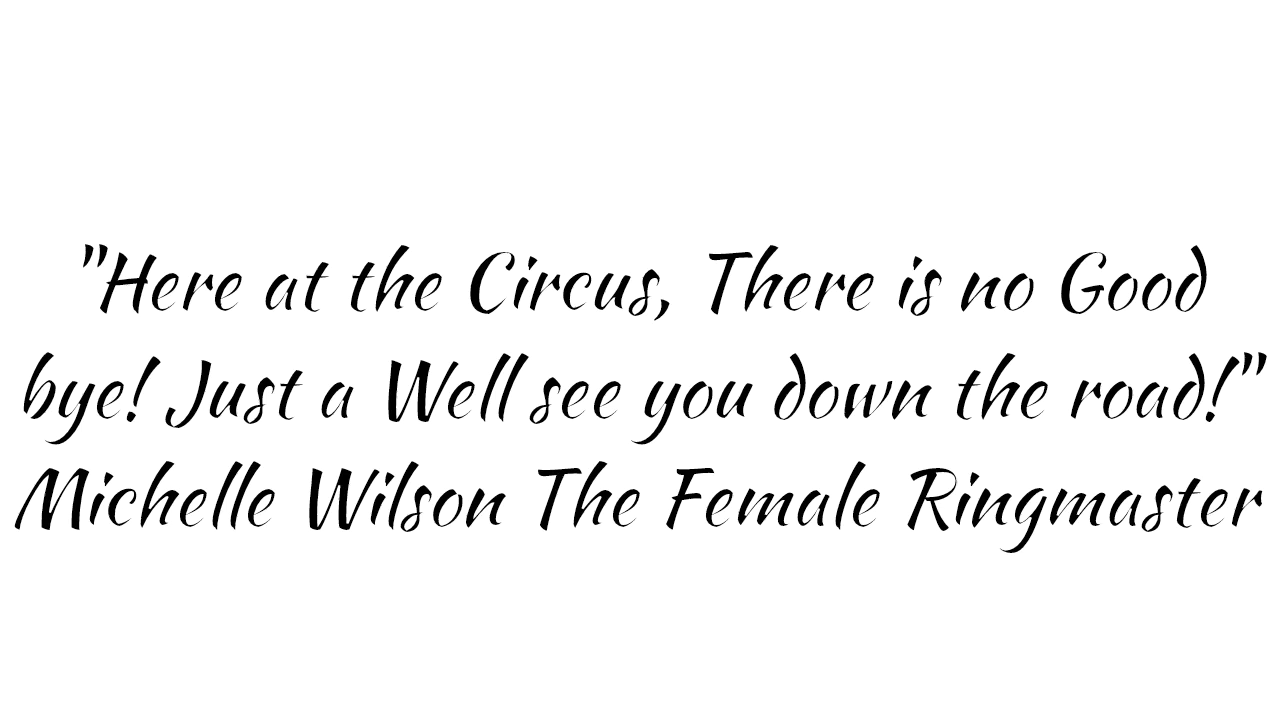 "Here at the Circus, There is no Good
bye! Just a Well see you down the road!"
Michelle Wilson The Female Ringmaster